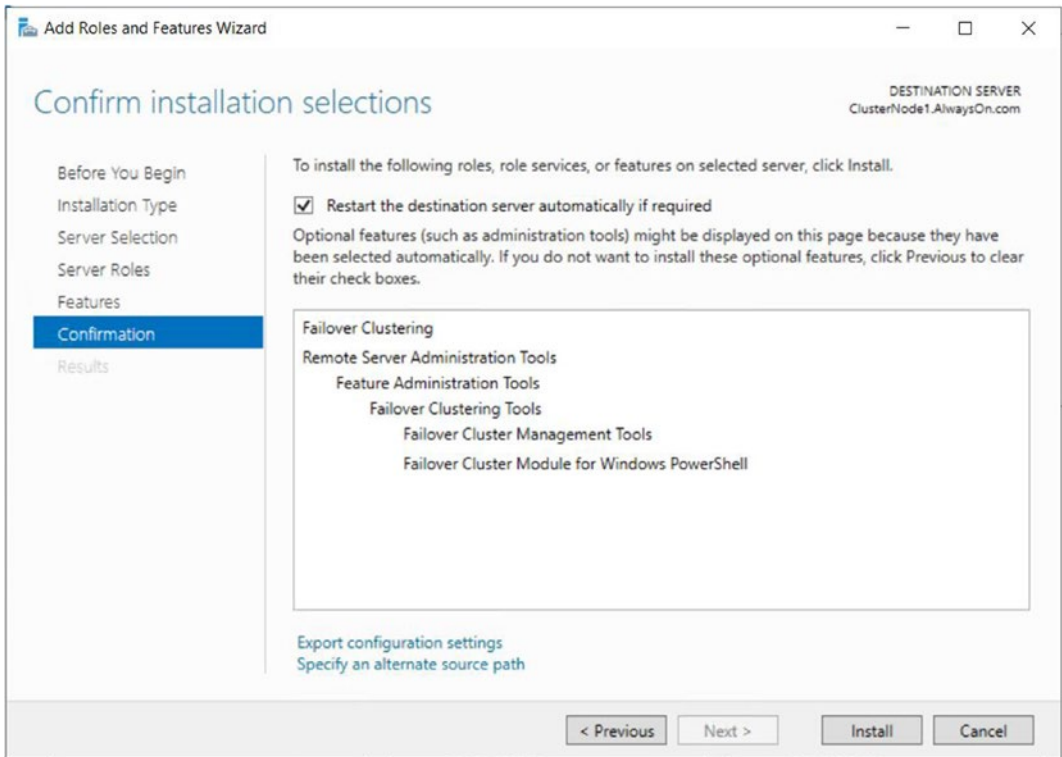 Add Roles and Features Wizard
Confirm installation selections
DESTINATION SERVER
ClusterNode1.AlwaysOn.com
Before You Begin
Installation Type
Server Selection
Server Roles
Features
Confirmation
Results
To install the following roles, role services, or features on selected server, click Install.
Restart the destination server automatically if required
Optional features (such as administration tools) might be displayed on this page because they have
been selected automatically. If you do not want to install these optional features, click Previous to clear
their check boxes.
Failover Clustering
Remote Server Administration Tools
Feature Administration Tools
Failover Clustering Tools
Failover Cluster Management Tools
Failover Cluster Module for Windows PowerShell
Export configuration settings
Specify an alternate source path
< Previous
Next >
Install
Cancel